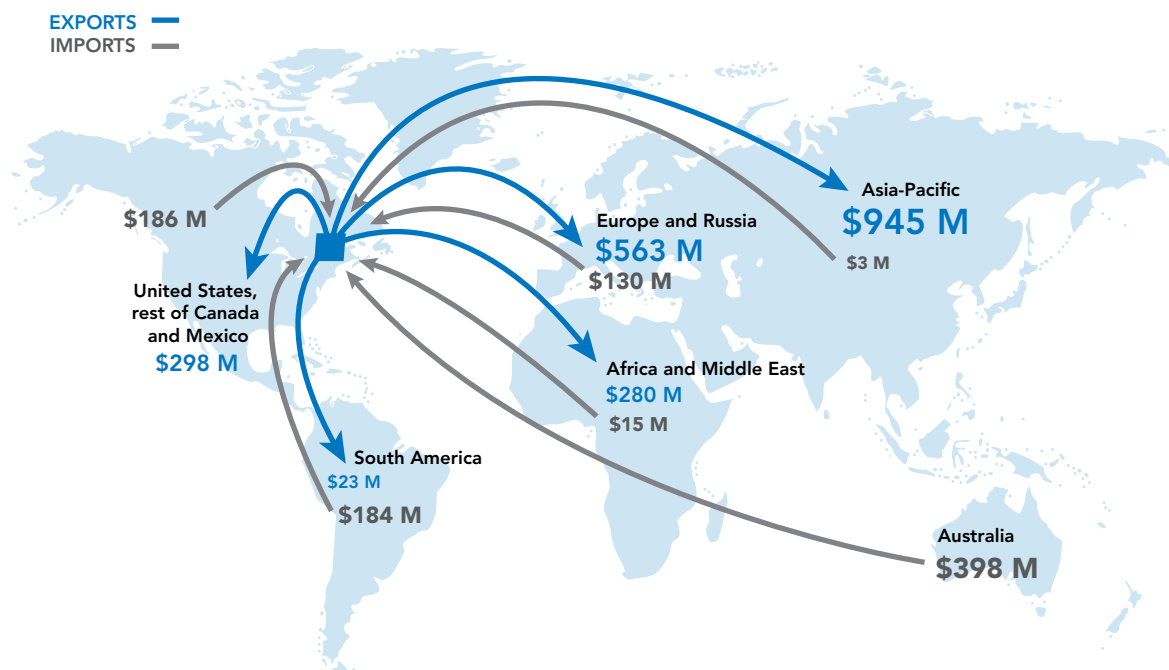 EXPORTS
IMPORTS
Asia-Pacific
$945 M
$3 M
Europe and Russia
$563 M
$130 M
$186 M
United States,
rest of Canada
and Mexico
$298 M
Africa and Middle East
$280 M
$15 M
South America
$23 M
$184 M
Australia
$398 M